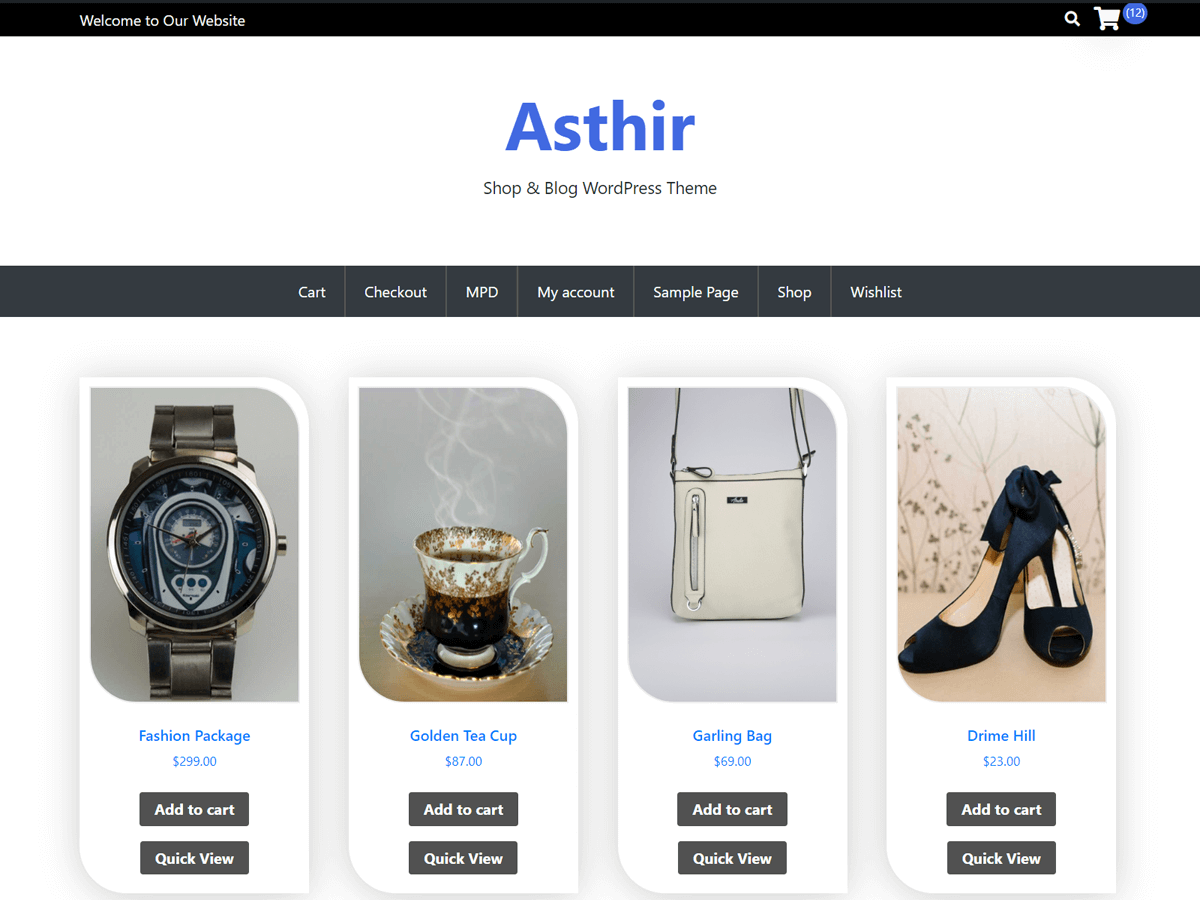 Welcome to Our Website
(12)
Asthir
Shop & Blog WordPress Theme
Cart Checkout MPD My account Sample Page Shop Wishlist
Fashion Package Golden Tea Cup Garling Bag Drime Hill
$299.00 $87.00 $69.00 $23.00
Add to cart Add to cart Add to cart Add to cart
Quick View Quick View Quick View Quick View